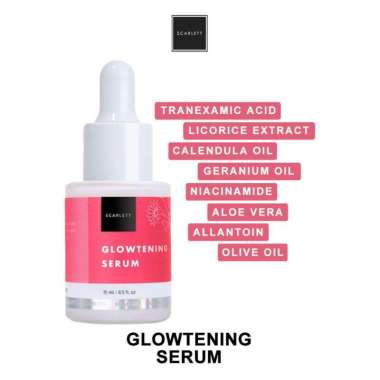 SCARLETT
TRANEXAMIC ACID
LICORICE EXTRACT
CALENDULA OIL
GERANIUM OIL
NIACINAMIDE
ALOE VERA
ALLANTOIN
OLIVE OIL
SCARLETT
GLOWTENING
SERUM
GLOWTENING
SERUM